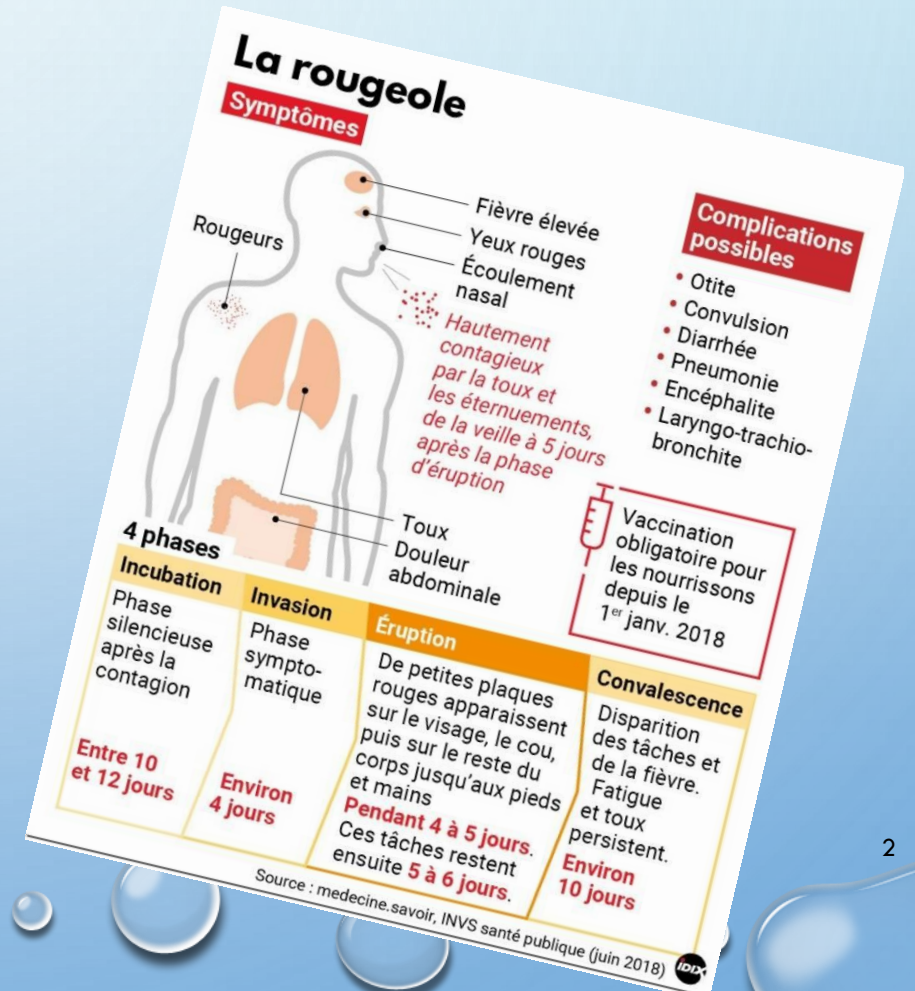 La rougeole
Symptômes
Rougeurs
Fièvre élevée
Yeux rouges
Écoulement
nasal
Hautement
contagieux
par la toux et
les éternuements,
de la veille à 5 jours
après la phase
d'éruption
Toux
Douleur
abdominale
Complications
possibles
• Otite
• Convulsion
• Diarrhée
• Pneumonie
• Encéphalite
• Laryngo-trachio-
bronchite
Vaccination
obligatoire pour
les nourrissons
depuis le
1er janv. 2018
4 phases
Incubation
Phase
silencieuse
après la
contagion
Entre 10
et 12 jours
Invasion
Phase
sympto-
matique
Environ
4 jours
Éruption
De petites plaques
rouges apparaissent
sur le visage, le cou,
puis sur le reste du
corps jusqu'aux pieds
et mains
Pendant 4 à 5 jours.
Ces tâches restent
ensuite 5 à 6 jours.
Convalescence
Disparition
des tâches et
de la fièvre.
Fatigue
et toux
persistent.
Environ
10 jours
Source : medecine.savoir, INVS santé publique (juin 2018)
iDIX
2